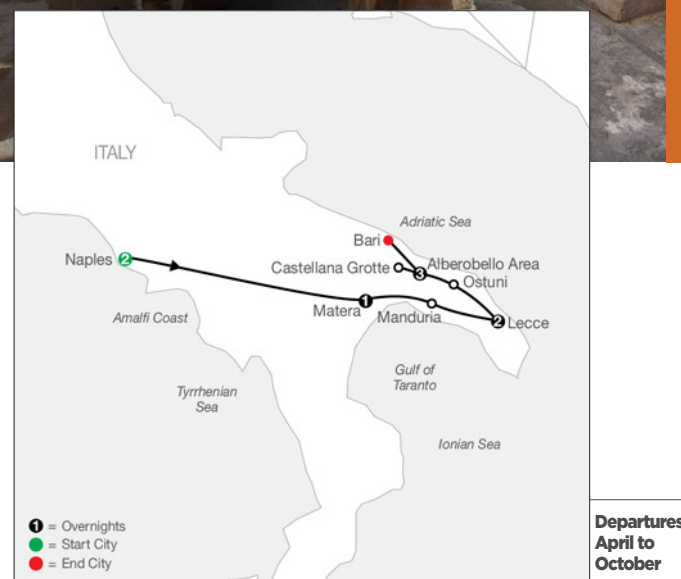 ITALY
Adriatic Sea
Bari
Naples 2
Castellana Grotte
3 Alberobello Area
Ostuni
Amalfi Coast
Matera 1
Manduria
2 Lecce
Gulf of
Taranto
Tyrrhenian
Sea
Ionian Sea
1 = Overnights
= Start City
= End City
Departures
April to
October